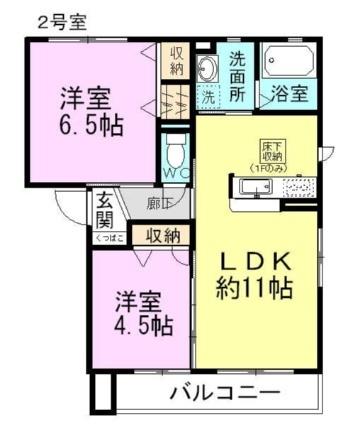 2号室
洋室
6.5帖
収納
洗面所
洗
浴室
WC
床下
収納
(1Fのみ)
玄関
くつばこ
廊下
収納
洋室
4.5帖
LDK
約11帖
バルコニー